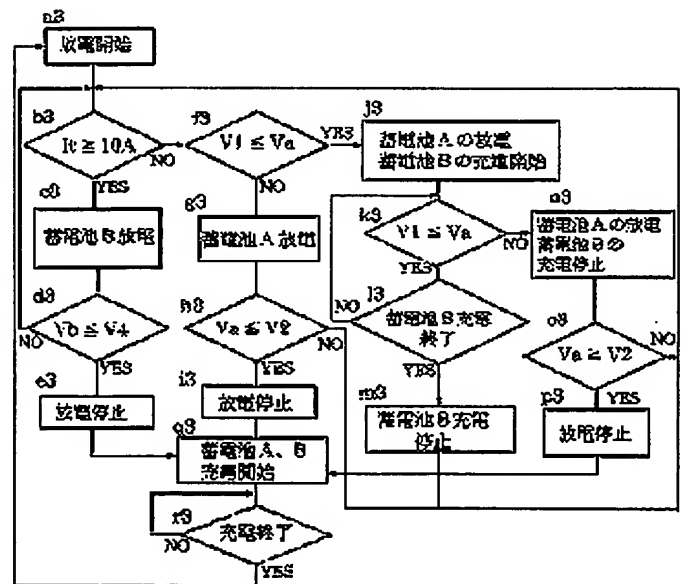 a3
放電開始
b3
It ≧ 10A
NO
YES
f3
V1 ≦ Va
YES
NO
j3
蓄電池Aの放電
蓄電池Bの充電開始
c3
蓄電池B放電
g3
蓄電池A放電
k3
V1 ≦ Va
NO
YES
n3
蓄電池Aの放電
蓄電池Bの
充電停止
d3
Vb ≦ V4
NO
YES
h3
Va ≦ V2
NO
YES
l3
NO
蓄電池B充電
終了
YES
o3
NO
V2
YES
e3
放電停止
i3
放電停止
m3
蓄電池B充電
停止
p3
放電停止
q3
蓄電池A、B
充電開始
r3
充電終了
NO
YES